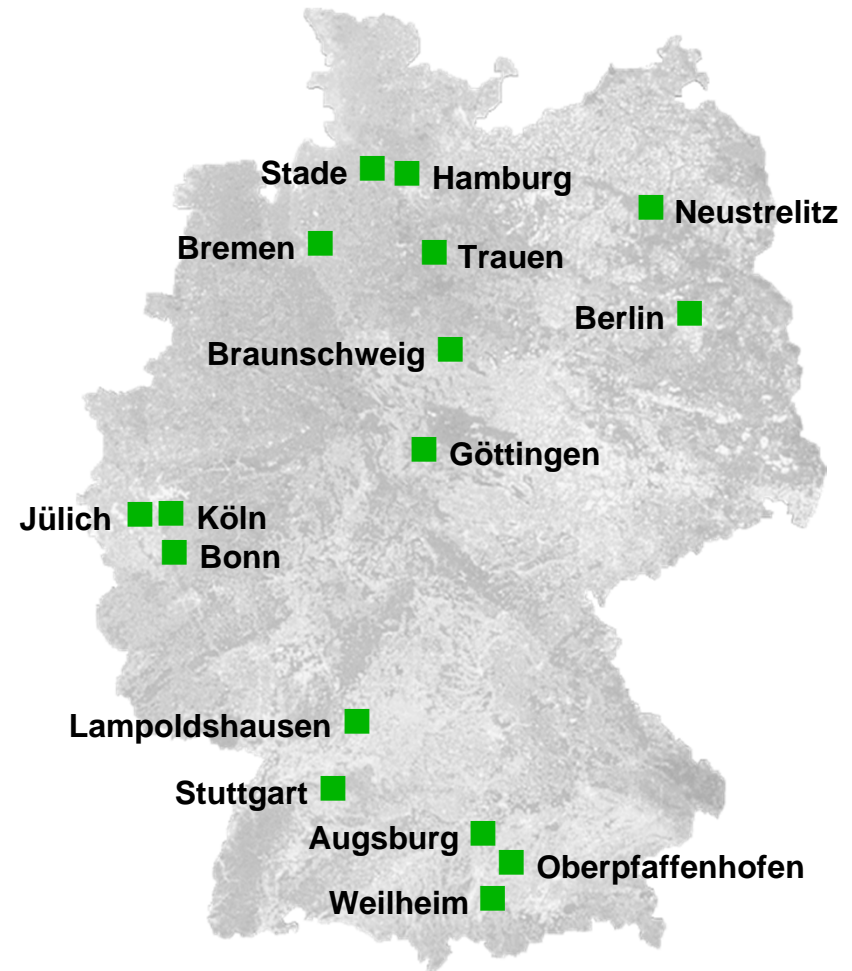 Stade
Hamburg
Neustrelitz
Bremen
Trauen
Berlin
Braunschweig
Göttingen
Jülich
Köln
Bonn
Lampoldshausen
Stuttgart
Augsburg
Oberpfaffenhofen
Weilheim